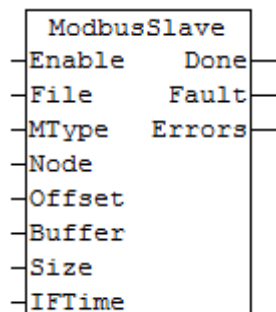 ModbusSlave
Enable Done
File Fault
MType Errors
Node
Offset
Buffer
Size
IFTime